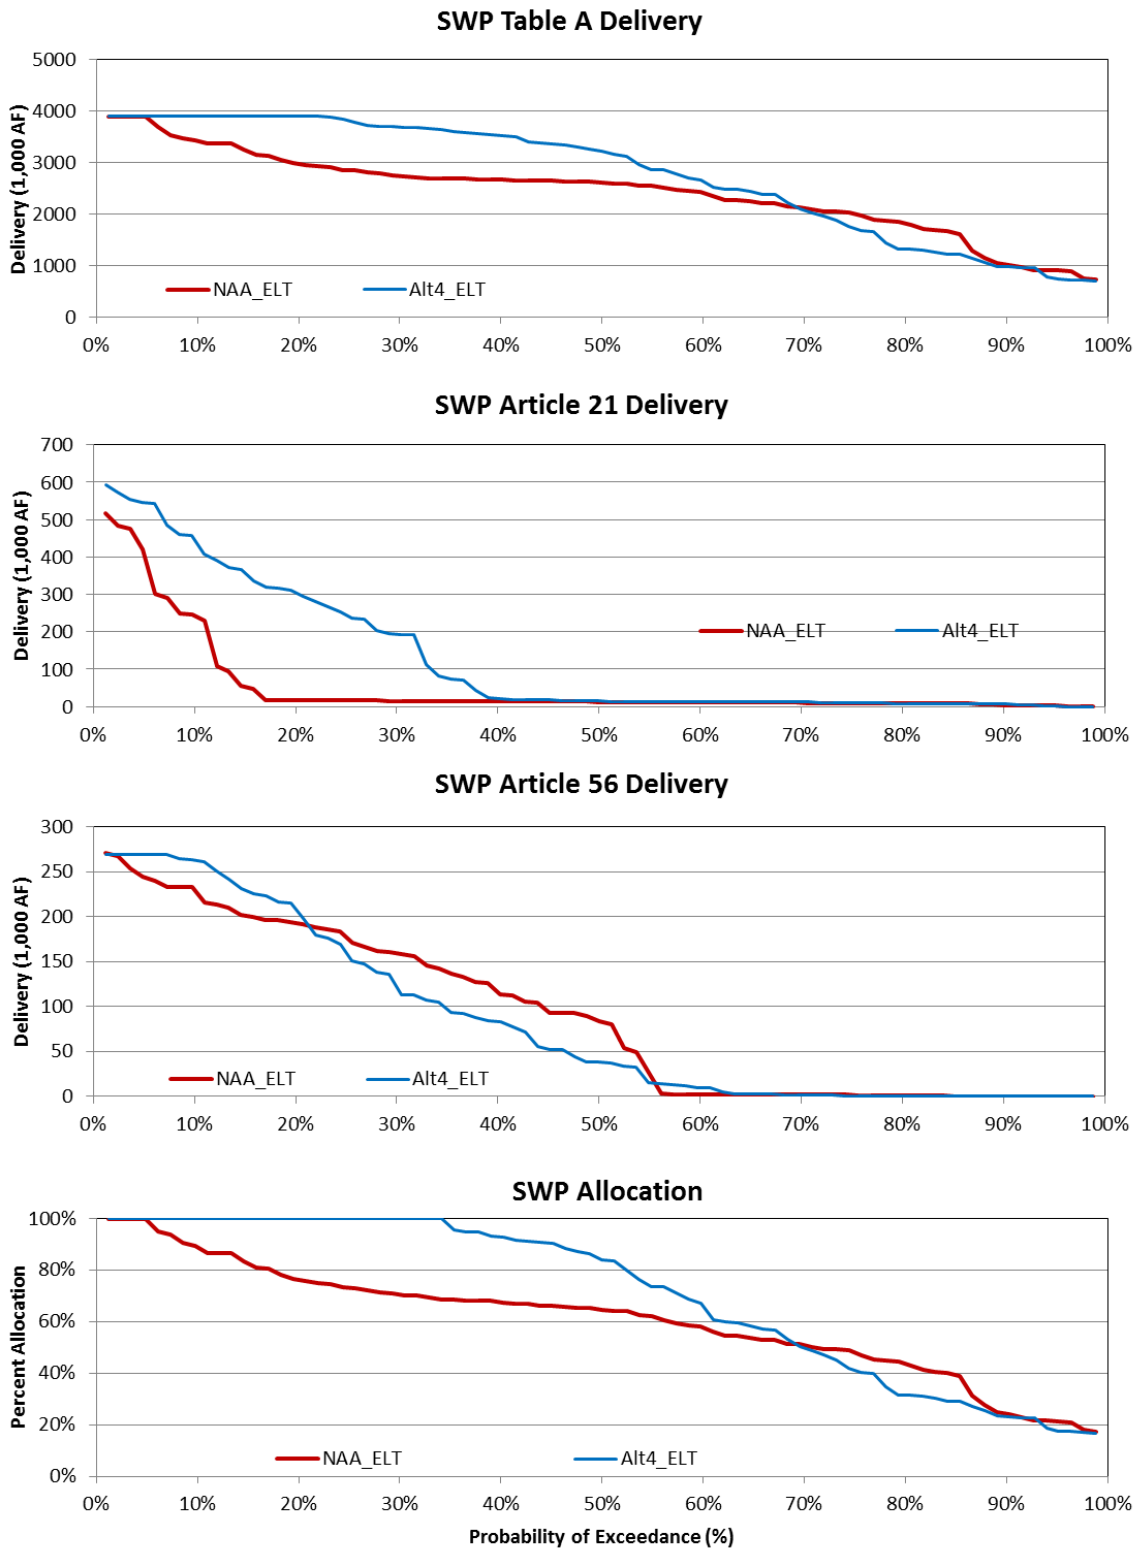 SWP Table A Delivery
Delivery (1,000 AF)
5000
4000
3000
2000
1000
0
NAA_ELT Alt4_ELT
0% 10% 20% 30% 40% 50% 60% 70% 80% 90% 100%
SWP Article 21 Delivery
Delivery (1,000 AF)
700
600
500
400
300
200
100
0
NAA_ELT Alt4_ELT
0% 10% 20% 30% 40% 50% 60% 70% 80% 90% 100%
SWP Article 56 Delivery
Delivery (1,000 AF)
300
250
200
150
100
50
0
NAA_ELT Alt4_ELT
0% 10% 20% 30% 40% 50% 60% 70% 80% 90% 100%
SWP Allocation
Percent Allocation
100%
80%
60%
40%
20%
0%
NAA_ELT Alt4_ELT
0% 10% 20% 30% 40% 50% 60% 70% 80% 90% 100%
Probability of Exceedance (%)